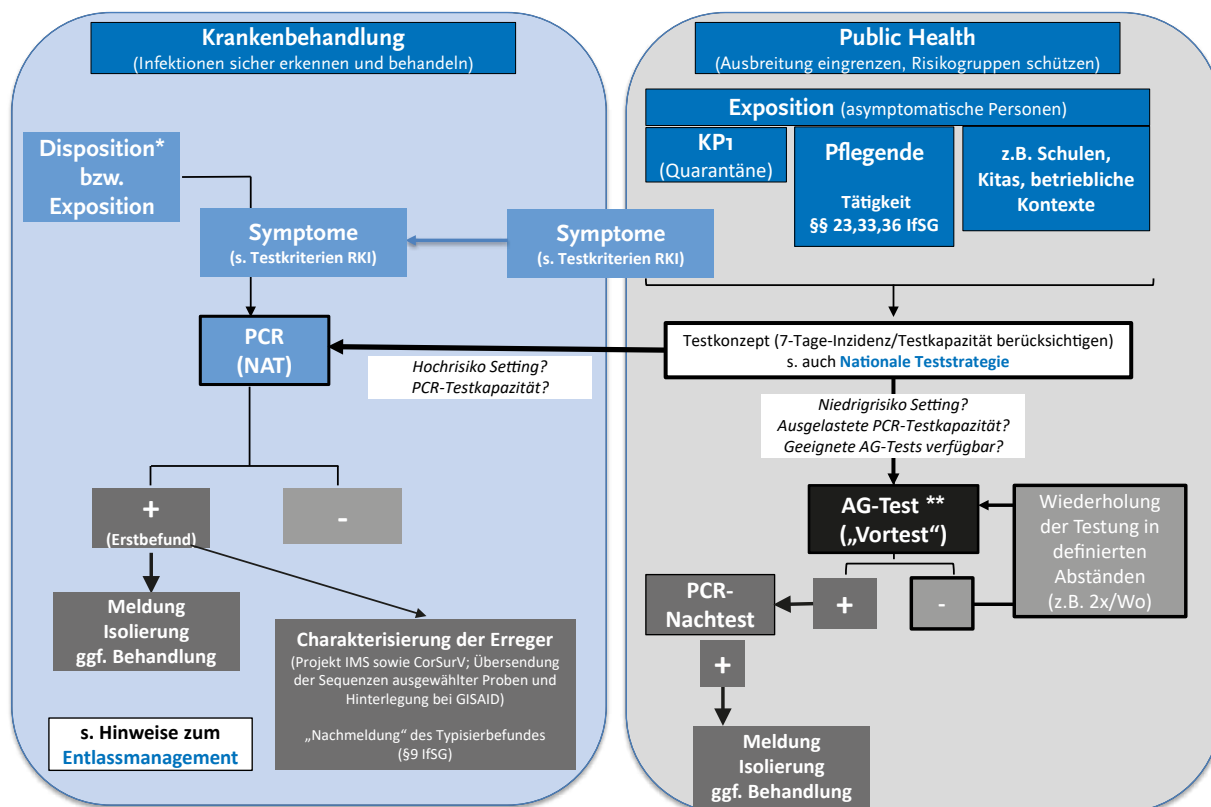 Krankenbehandlung
(Infektionen sicher erkennen und behandeln)
Disposition*
bzw.
Exposition
Symptome
(s. Testkriterien RKI)
PCR
(NAT)
Hochrisiko Setting?
PCR-Testkapazität?
+
(Erstbefund)
-
Meldung
Isolierung
ggf. Behandlung
Charakterisierung der Erreger
(Projekt IMS sowie CorSurV; Übersendung
der Sequenzen ausgewählter Proben und
Hinterlegung bei GISAID)
„Nachmeldung“ des Typisierbefundes
(§9 IfSG)
s. Hinweise zum
Entlassmanagement
Public Health
(Ausbreitung eingrenzen, Risikogruppen schützen)
Exposition (asymptomatische Personen)
KP1
(Quarantäne)
Pflegende
Tätigkeit
§§ 23,33,36 IfSG
z.B. Schulen,
Kitas, betriebliche
Kontexte
Symptome
(s. Testkriterien RKI)
Testkonzept (7-Tage-Inzidenz/Testkapazität berücksichtigen)
s. auch Nationale Teststrategie
Niedrigrisiko Setting?
Ausgelastete PCR-Testkapazität?
Geeignete AG-Tests verfügbar?
AG-Test **
(„Vortest“)
Wiederholung
der Testung in
definierten
Abständen
(z.B. 2x/Wo)
PCR-
Nachtest
+
-
+
Meldung
Isolierung
ggf. Behandlung